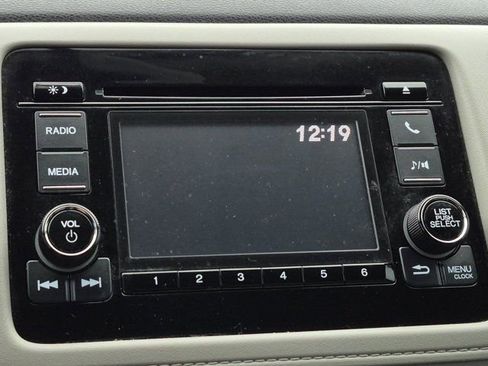 12:19
RADIO
MEDIA
VOL
LIST
PUSH
SELECT
MENU
CLOCK
1 2 3 4 5 6